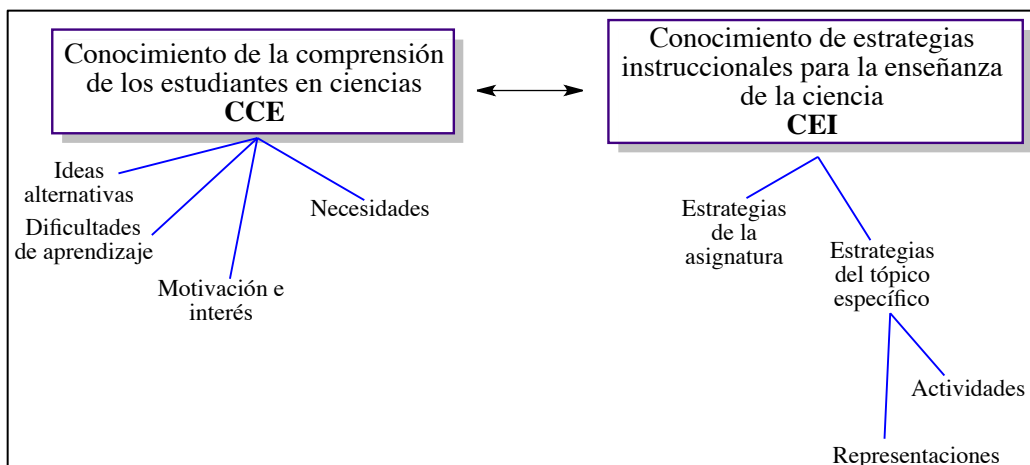 Conocimiento de la comprensión
de los estudiantes en ciencias
CCE
Conocimiento de estrategias
instruccionales para la enseñanza
de la ciencia
CEI
Ideas
alternativas
Dificultades
de aprendizaje
Motivación e
interés
Necesidades
Estrategias
de la
asignatura
Estrategias
del tópico
específico
Actividades
Representaciones